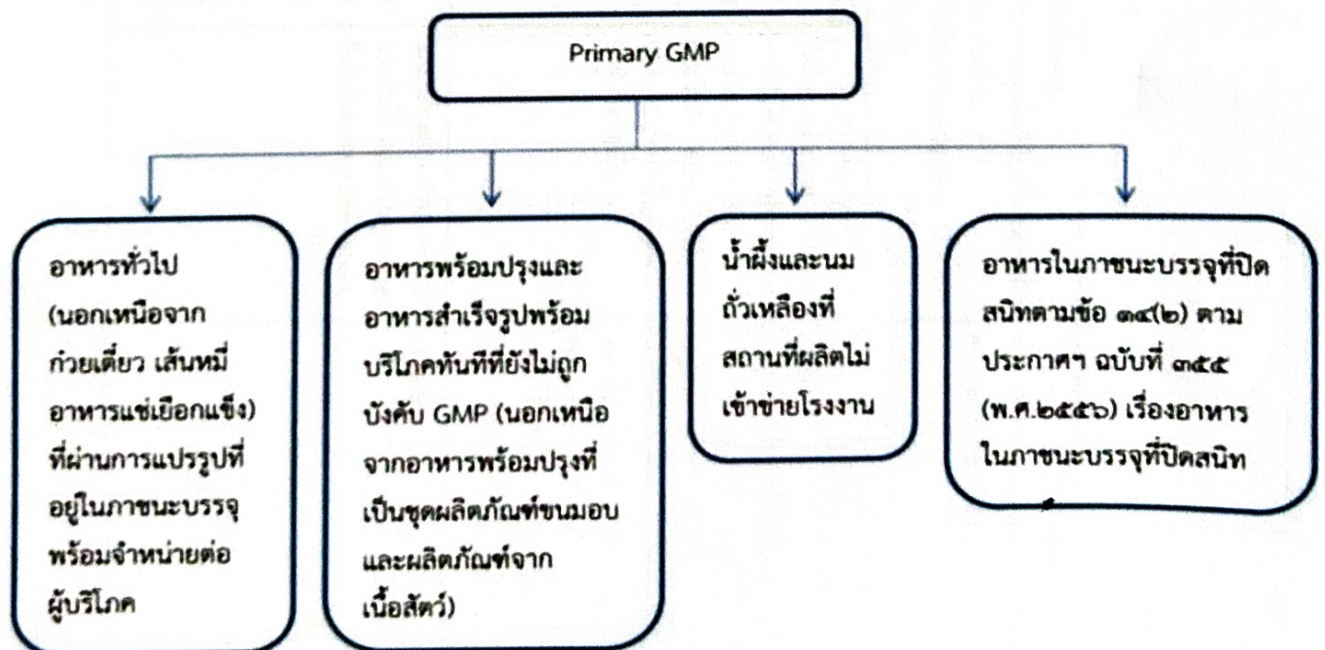 Primary GMP
อาหารทั่วไป
(นอกเหนือจาก
ก๋วยเตี๋ยว เส้นหมี่
อาหารแช่เยือกแข็ง)
ที่ผ่านการแปรรูปที่
อยู่ในภาชนะบรรจุ
พร้อมจำหน่ายต่อ
ผู้บริโภค
อาหารพร้อมปรุงและ
อาหารสำเร็จรูปพร้อม
บริโภคทันทีที่ยังไม่ถูก
บังคับ GMP (นอกเหนือ
จากอาหารพร้อมปรุงที่
เป็นชุดผลิตภัณฑ์ขนมอบ
และผลิตภัณฑ์จาก
เนื้อสัตว์)
น้ำผึ้งและนม
ถั่วเหลืองที่
สถานที่ผลิตไม่
เข้าข่ายโรงงาน
อาหารในภาชนะบรรจุที่ปิด
สนิทตามข้อ ๑๔(๒) ตาม
ประกาศฯ ฉบับที่ ๓๕๕
(พ.ศ.๒๕๕๖) เรื่องอาหาร
ในภาชนะบรรจุที่ปิดสนิท